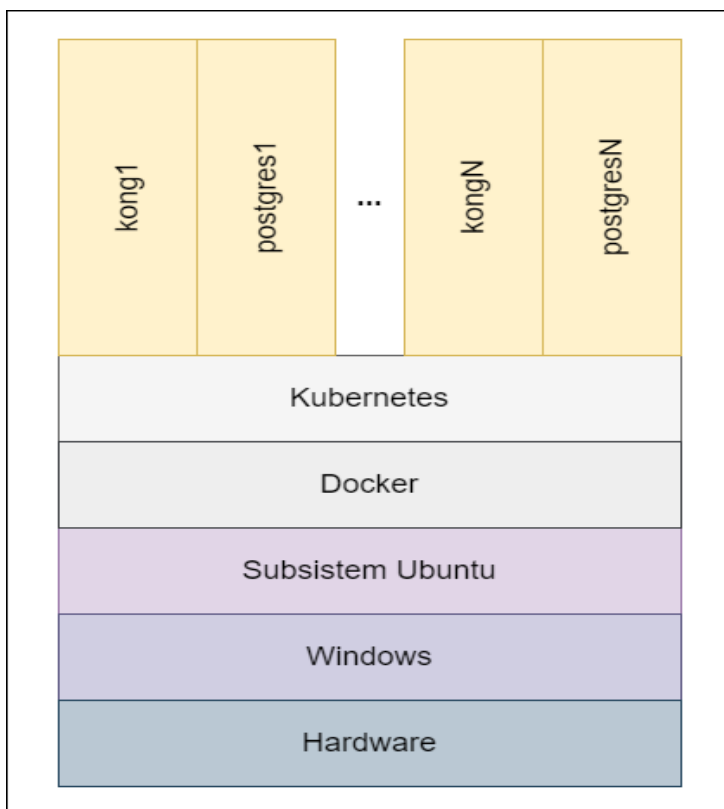 kong1
postgres1
...
kongN
postgresN
Kubernetes
Docker
Subsistem Ubuntu
Windows
Hardware